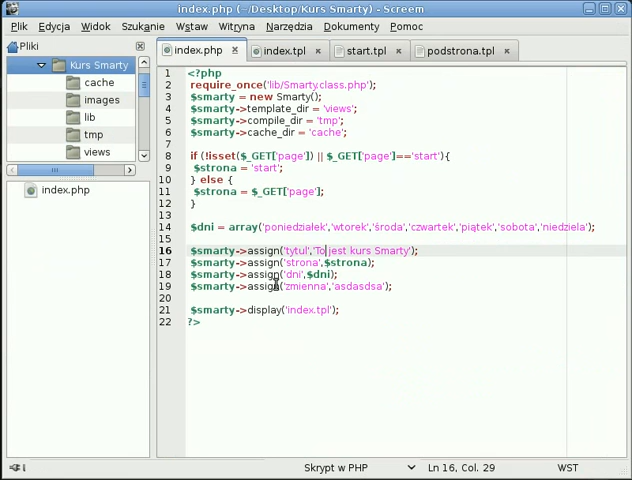 index.php (~/Desktop/Kurs Smarty) - Screem
Plik Edycja Widok Szukanie Wstaw Witryna Narzędzia Dokumenty Pomoc
Pliki
Kurs Smarty
cache
images
lib
tmp
views
index.php
index.php index.tpl start.tpl podstrona.tpl
1 <?php
2 require_once('lib/Smarty.class.php');
3 $smarty = new Smarty();
4 $smarty->template_dir = 'views';
5 $smarty->compile_dir = 'tmp';
6 $smarty->cache_dir = 'cache';
7
8 if (!isset($_GET['page']) || $_GET['page']=='start'){
9 $strona = 'start';
10 } else {
11 $strona = $_GET['page'];
12 }
13
14 $dni = array('poniedziałek','wtorek','środa','czwartek','piątek','sobota','niedziela');
15
16 $smarty->assign('tytul','To jest kurs Smarty');
17 $smarty->assign('strona',$strona);
18 $smarty->assign('dni',$dni);
19 $smarty->assign('zmienna','asdasdsa');
20
21 $smarty->display('index.tpl');
22 ?>
Skrypt w PHP Ln 16, Col. 29 WST